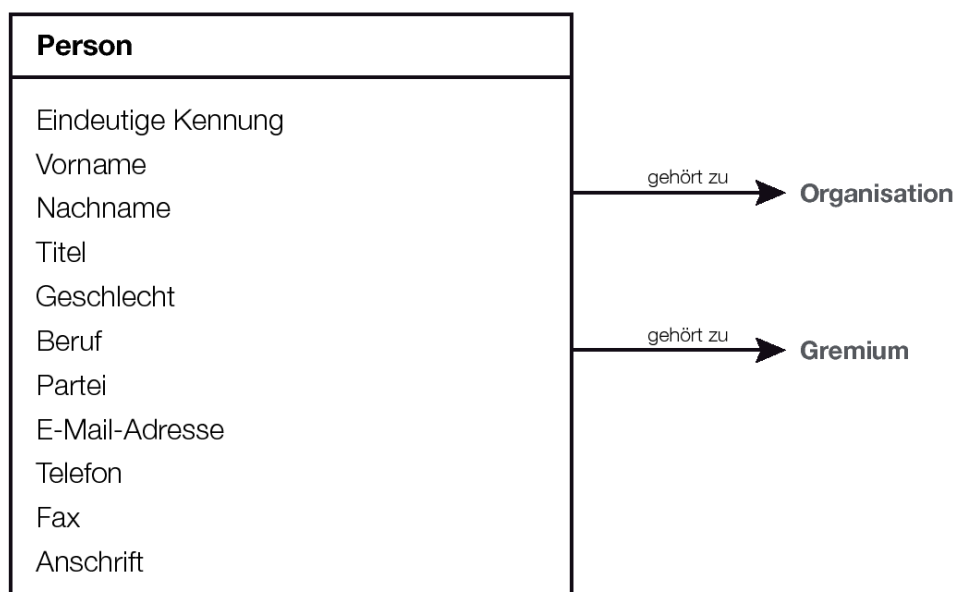 Person
Eindeutige Kennung
Vorname
Nachname
Titel
Geschlecht
Beruf
Partei
E-Mail-Adresse
Telefon
Fax
Anschrift
gehört zu
Organisation
gehört zu
Gremium